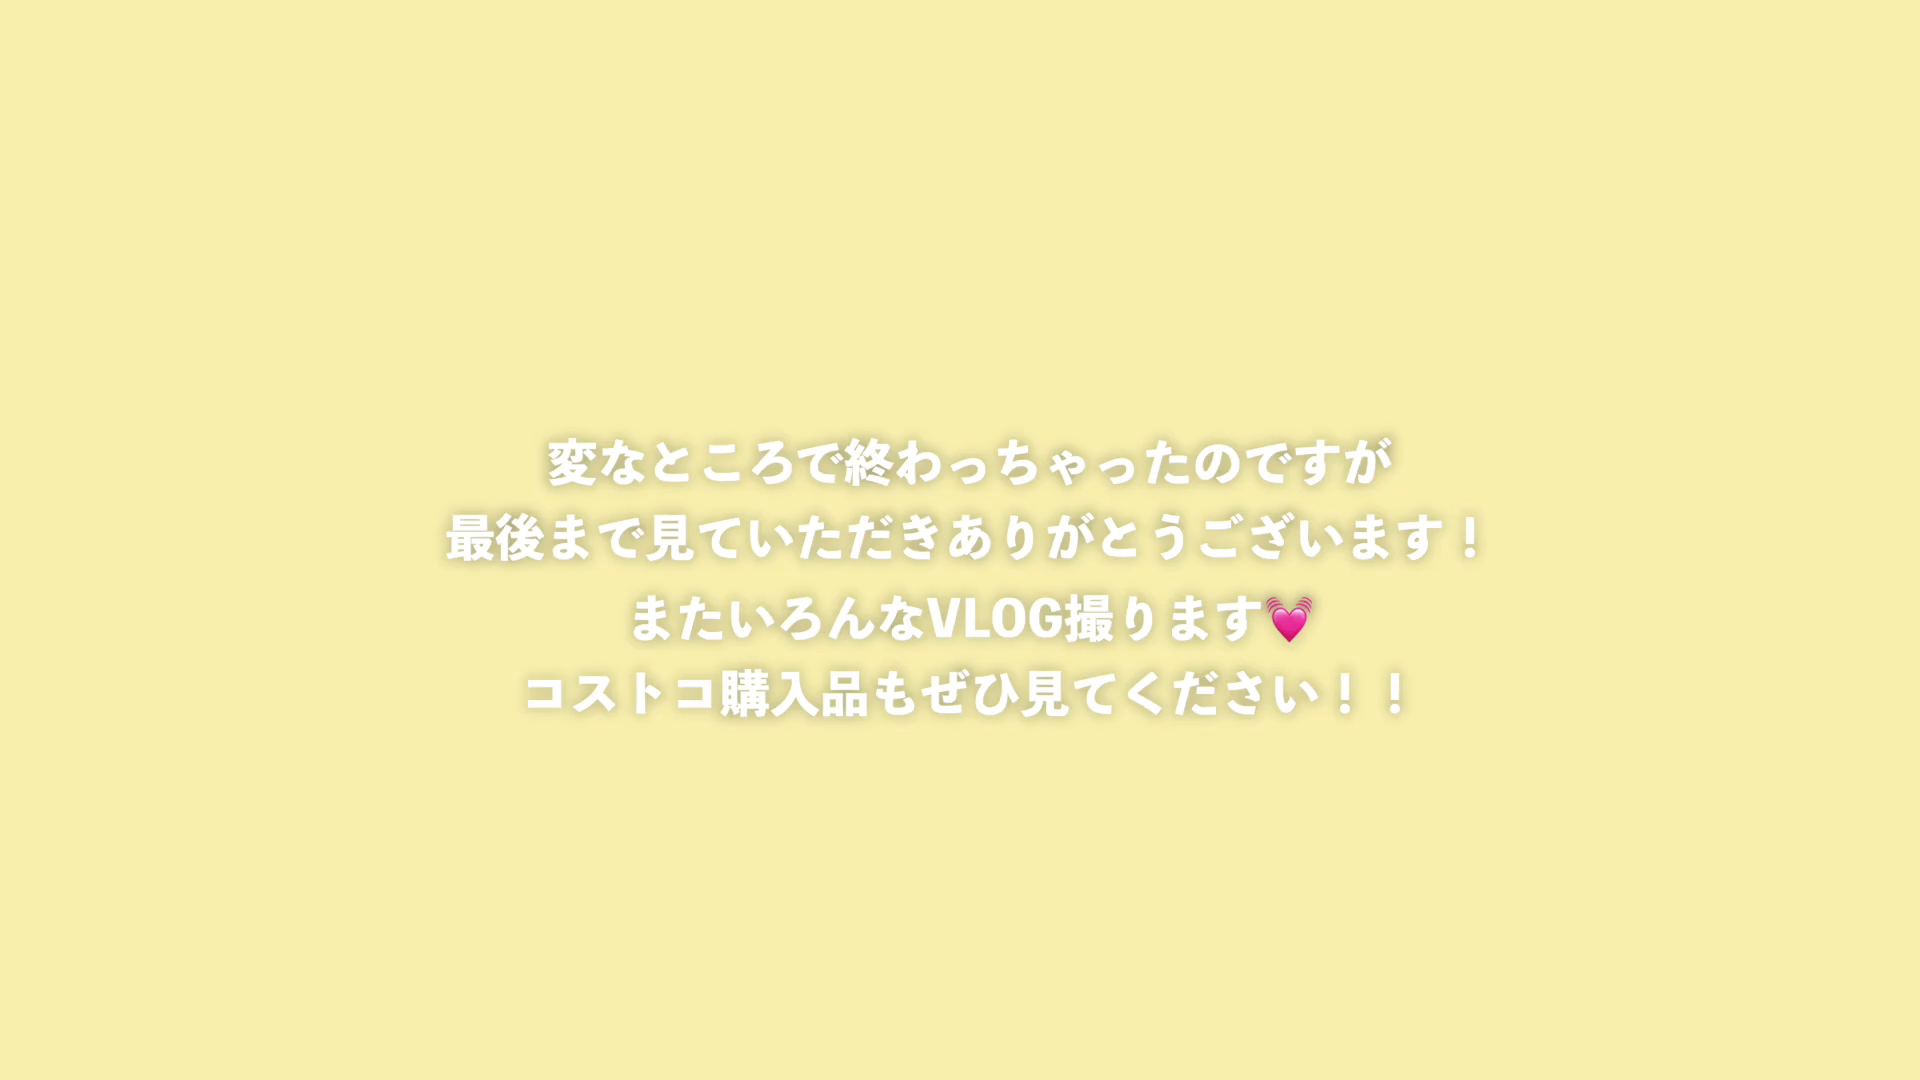 変なところで終わっちゃったのですが
最後まで見ていただきありがとうございます！
またいろんなVLOG撮ります💓
コストコ購入品もぜひ見てください！！